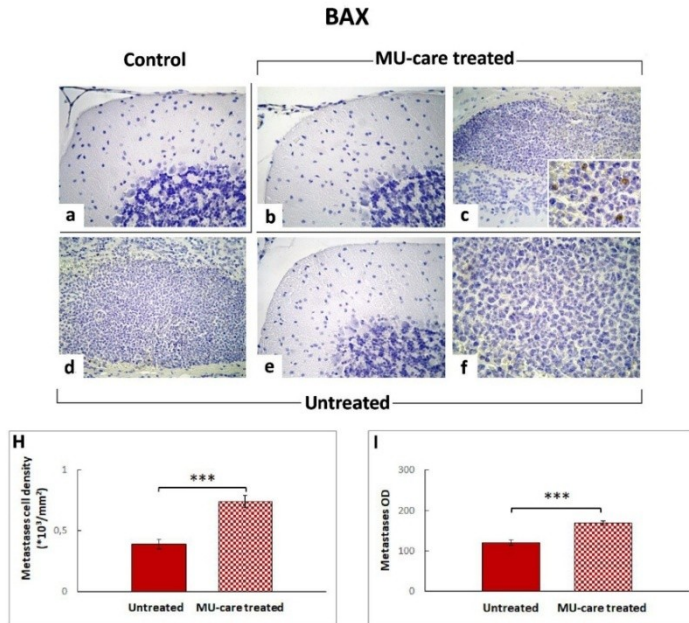 BAX
Control
MU-care treated
a
b
c
d
e
f
Untreated
H
Metastases cell density
(*10³/mm²)
1
0,5
0
***
Untreated
MU-care treated
I
Metastases OD
300
200
100
0
***
Untreated
MU-care treated